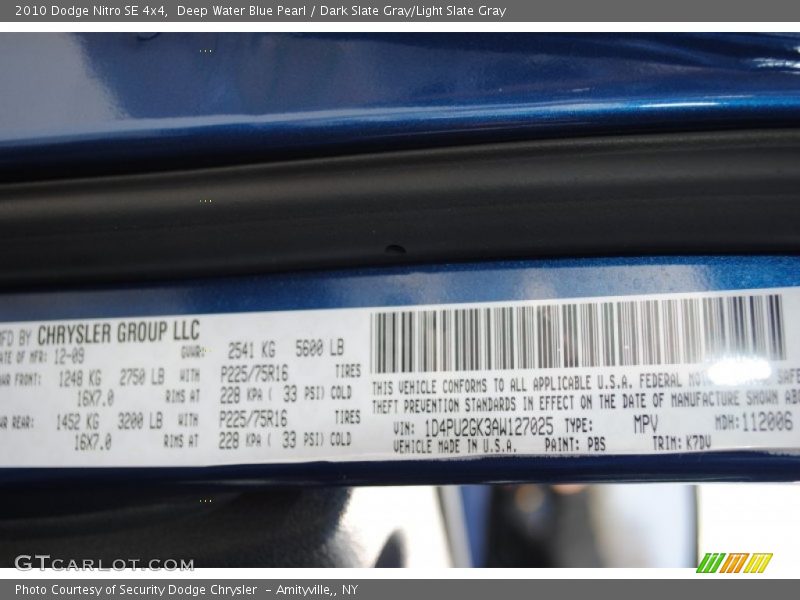 2010 Dodge Nitro SE 4x4, Deep Water Blue Pearl / Dark Slate Gray/Light Slate Gray
MFD BY CHRYSLER GROUP LLC
DATE OF MFR: 12-09 GVWR: 2541 KG 5600 LB
FRONT: 1248 KG 2750 LB WITH P225/75R16 TIRES
16X7.0 RIMS AT 228 KPA ( 33 PSI) COLD
REAR: 1452 KG 3200 LB WITH P225/75R16 TIRES
16X7.0 RIMS AT 228 KPA ( 33 PSI) COLD
THIS VEHICLE CONFORMS TO ALL APPLICABLE U.S.A. FEDERAL
THEFT PREVENTION STANDARDS IN EFFECT ON THE DATE OF MANUFACTURE SHOWN
VIN: 1D4PU2GK3AW127025 TYPE: MPV MDH: 112006
VEHICLE MADE IN U.S.A. PAINT: PBS TRIM: K7DV
GTCARLOT.COM
Photo Courtesy of Security Dodge Chrysler - Amityville,, NY